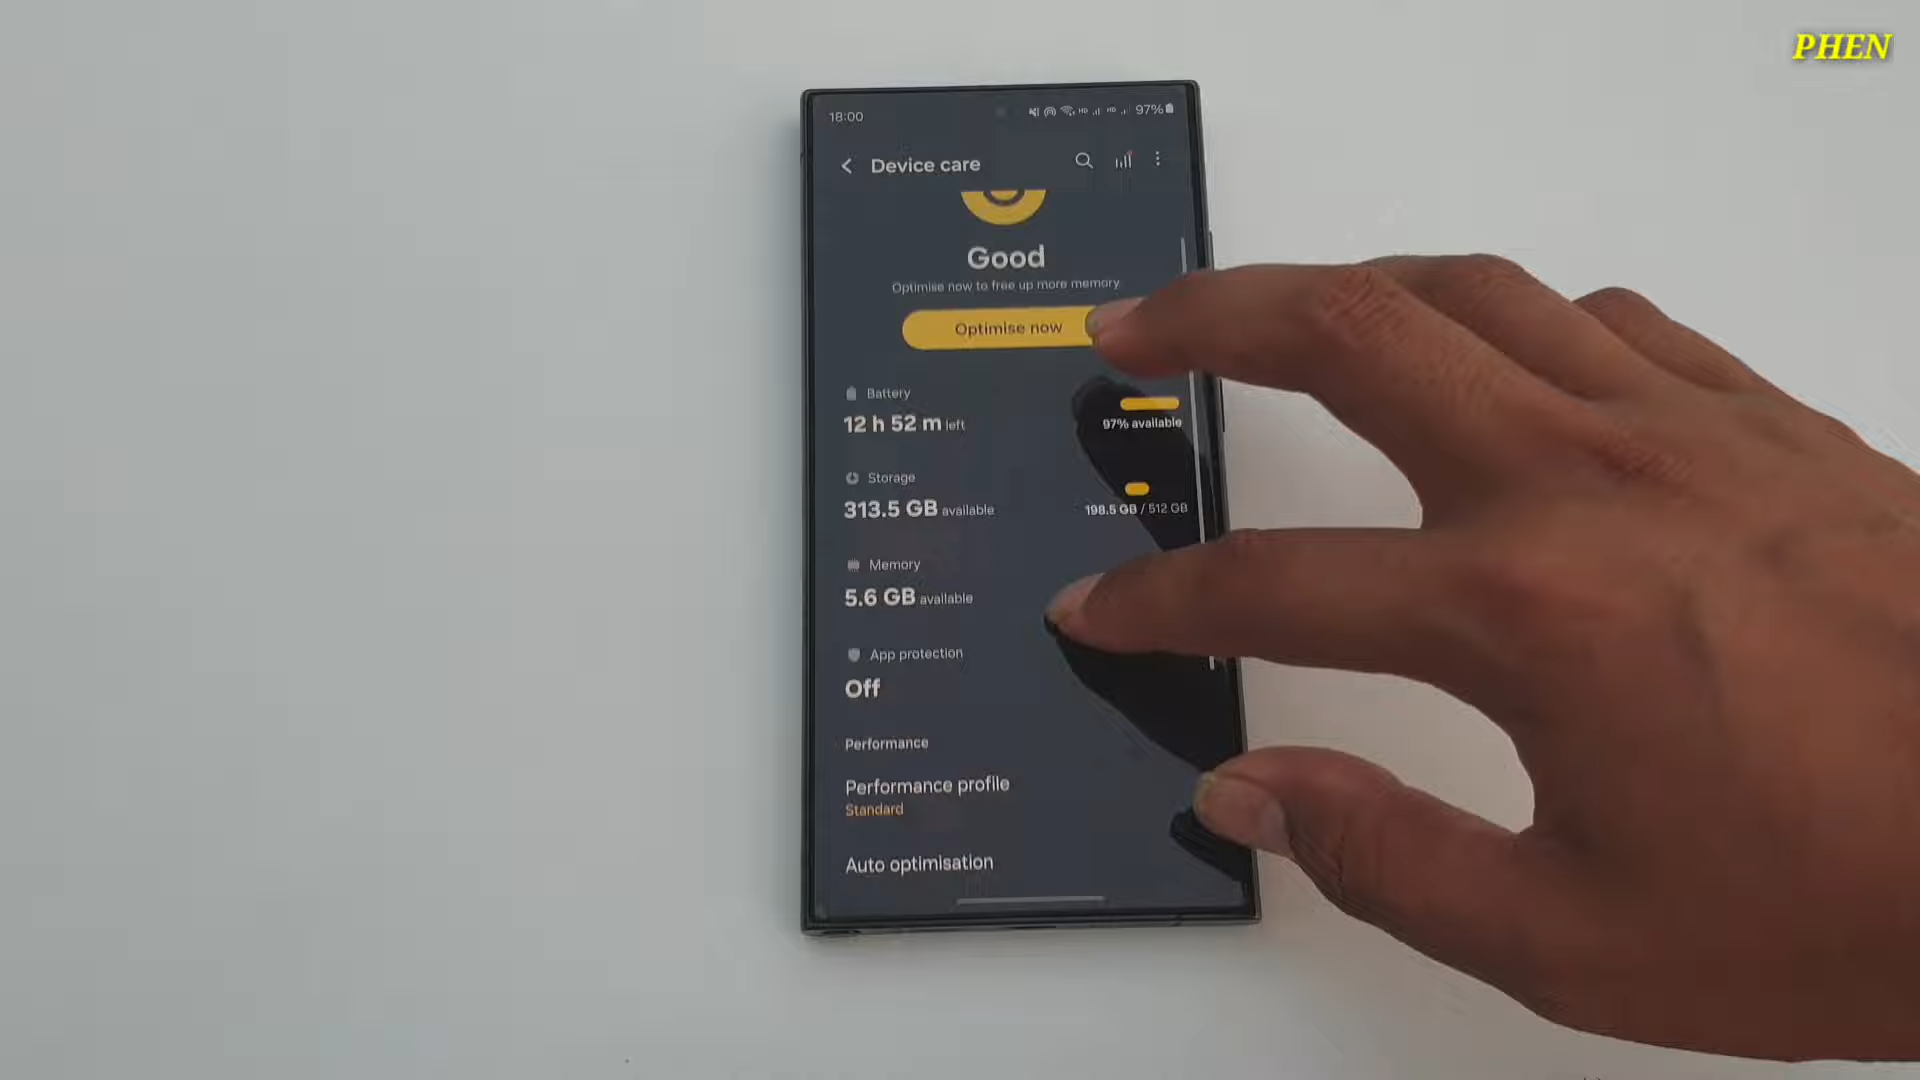 PHEN
18:00 97%
Device care
Good
Optimise now to free up more memory
Optimise now
Battery
12 h 52 m left
97% available
Storage
313.5 GB available
198.5 GB / 512 GB
Memory
5.6 GB available
App protection
Off
Performance
Performance profile
Standard
Auto optimisation